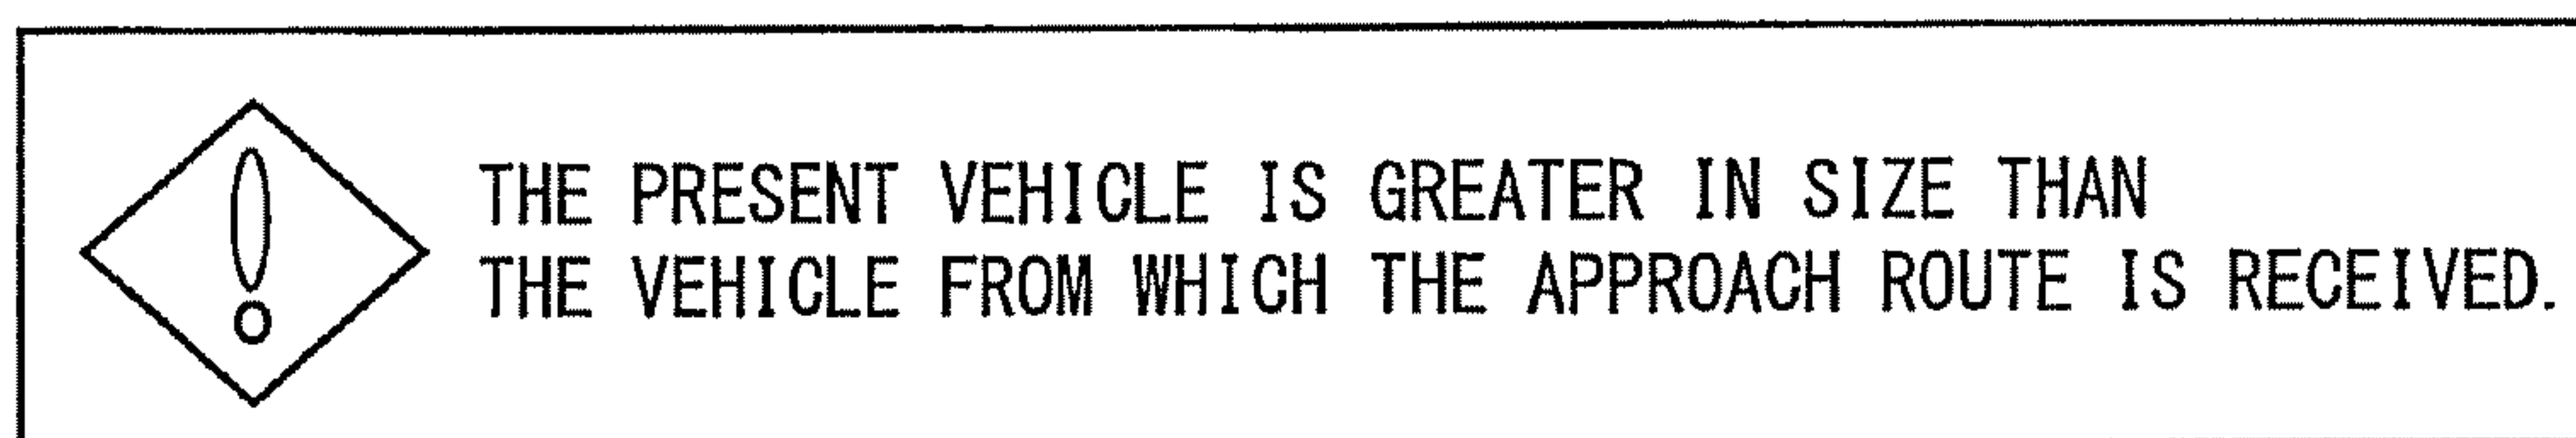 THE PRESENT VEHICLE IS GREATER IN SIZE THAN
THE VEHICLE FROM WHICH THE APPROACH ROUTE IS RECEIVED.